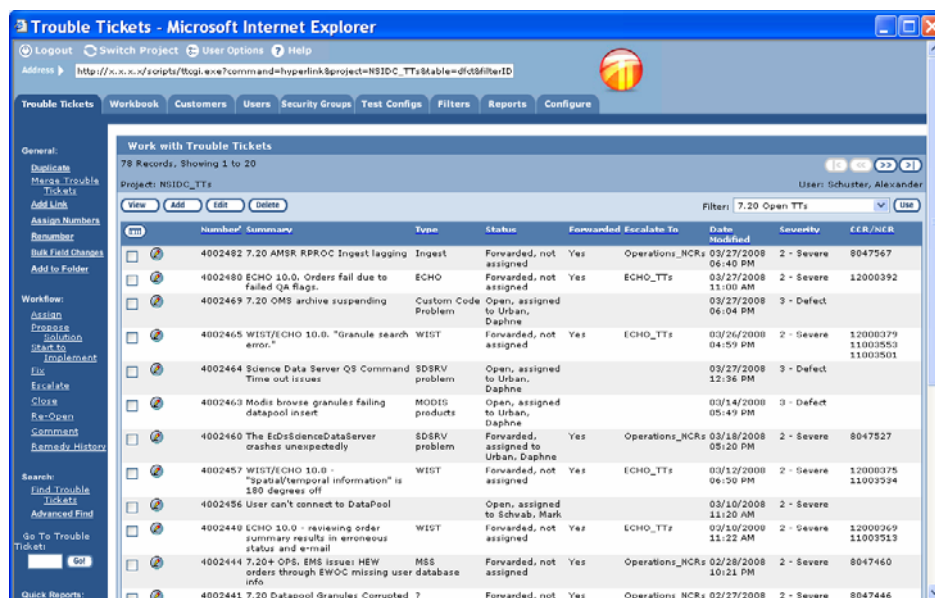 Trouble Tickets - Microsoft Internet Explorer
Logout Switch Project User Options ? Help
Address http://x.x.x.x/scripts/ttcgi.exe?command=hyperlink&project=NSIDC_TTs&table=dfct&filterID
Trouble Tickets Workbook Customers Users Security Groups Test Configs Filters Reports Configure
General:
Duplicate
Merge Trouble
Tickets
Add Link
Assign Numbers
Renumber
Bulk Field Changes
Add to Folder
Workflow:
Assign
Propose
Solution
Start to
Implement
Fix
Escalate
Close
Re-Open
Comment
Remedy History
Search:
Find Trouble
Tickets
Advanced Find
Go To Trouble
Ticket:
Go!
Quick Reports:
Work with Trouble Tickets
78 Records, Showing 1 to 20
Project: NSIDC_TTs User: Schuster, Alexander
View Add Edit Delete Filter: 7.20 Open TTs Use
Number Summary Type Status Forwarded Escalate To Date Severity CCR/NCR
Modified
4002482 7.20 AMSR RPROC Ingest lagging Ingest Forwarded, not Yes Operations_NCRs 03/27/2008 2 - Severe 8047567
assigned 06:40 PM
4002480 ECHO 10.0. Orders fail due to ECHO Forwarded, not Yes ECHO_TTs 03/27/2008 2 - Severe 12000392
failed QA flags. assigned 11:00 AM
4002469 7.20 OMS archive suspending Custom Code Open, assigned 03/27/2008 3 - Defect
Problem to Urban, 06:04 PM
Daphne
4002465 WIST/ECHO 10.0. "Granule search WIST Forwarded, not Yes ECHO_TTs 03/26/2008 2 - Severe 12000379
error." assigned 04:59 PM 11003553
11003501
4002464 Science Data Server QS Command SDSRV Open, assigned 03/27/2008 3 - Defect
Time out issues problem to Urban, 12:36 PM
Daphne
4002463 Modis browse granules failing MODIS Open, assigned 03/14/2008 3 - Defect
datapool insert products to Urban, 05:49 PM
Daphne
4002460 The EcDsScienceDataServer SDSRV Forwarded, Yes Operations_NCRs 03/18/2008 2 - Severe 8047527
crashes unexpectedly problem assigned to 05:20 PM
Urban, Daphne
4002457 WIST/ECHO 10.0 - WIST Forwarded, not Yes ECHO_TTs 03/12/2008 2 - Severe 12000375
"Spatial/temporal information" is assigned 06:50 PM 11003534
180 degrees off
4002456 User can't connect to DataPool Open, assigned 03/10/2008 2 - Severe
to Schwab, Mark 11:20 AM
4002448 ECHO 10.0 - reviewing order WIST Forwarded, not Yes ECHO_TTs 03/10/2008 2 - Severe 12000369
summary results in erroneous assigned 11:22 AM 11003513
status and e-mail
4002444 7.20+ OPS, EMS issue: HEW MSS Forwarded, not Yes Operations_NCRs 02/28/2008 2 - Severe 8047460
orders through EWOC missing user database assigned 10:21 PM
info
4002441 7.20 Datapool Granules Corrupted ? Forwarded, not Yes Operations_NCRs 02/27/2008 2 - Severe 8047446